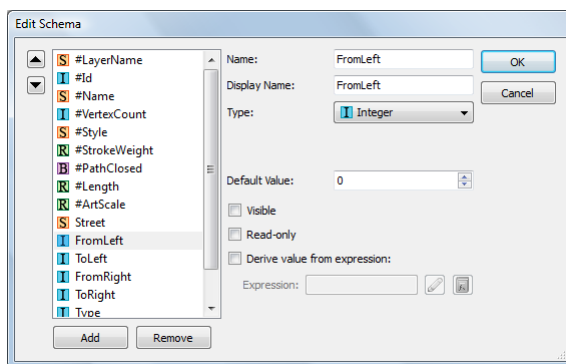 Edit Schema
S #LayerName
I #Id
S #Name
I #VertexCount
S #Style
R #StrokeWeight
B #PathClosed
R #Length
R #ArtScale
S Street
I FromLeft
I ToLeft
I FromRight
I ToRight
I Type
Add Remove
Name: FromLeft
Display Name: FromLeft
Type: I Integer
Default Value: 0
Visible
Read-only
Derive value from expression:
Expression:
OK
Cancel